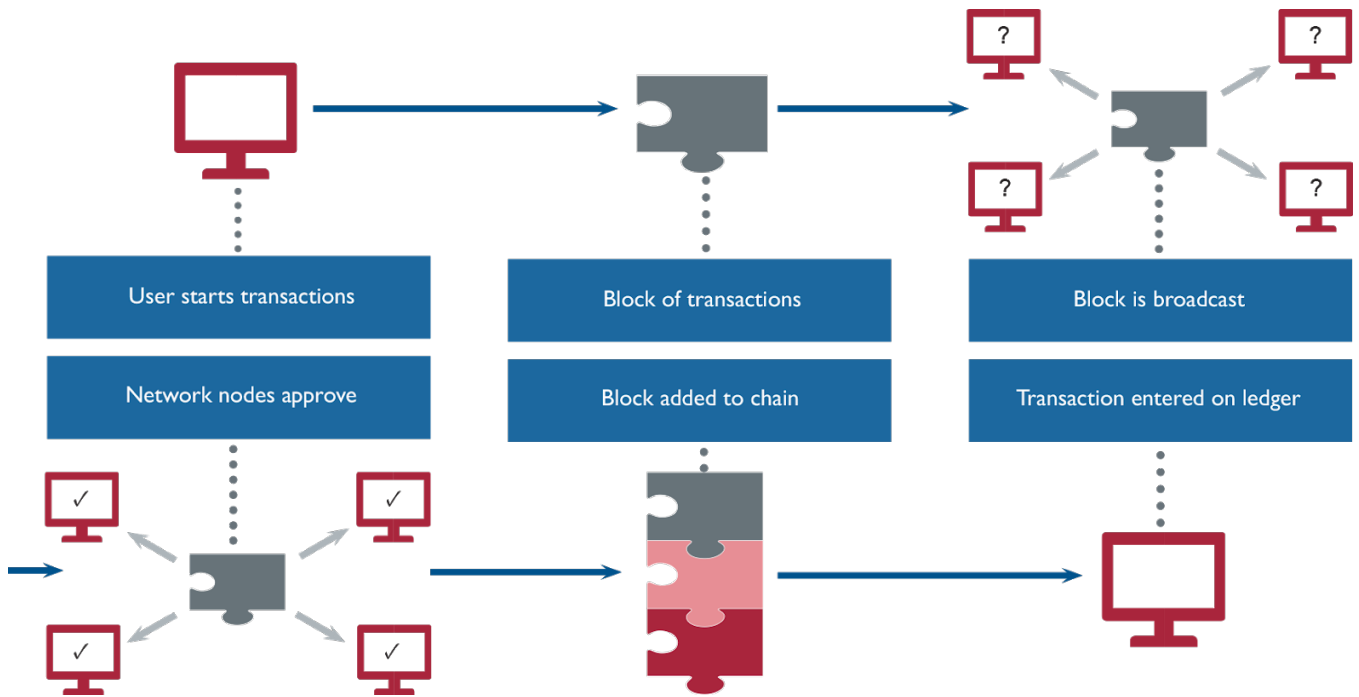 ? ?
? ?
User starts transactions
Block of transactions
Block is broadcast
Network nodes approve
Block added to chain
Transaction entered on ledger
✓ ✓
✓ ✓